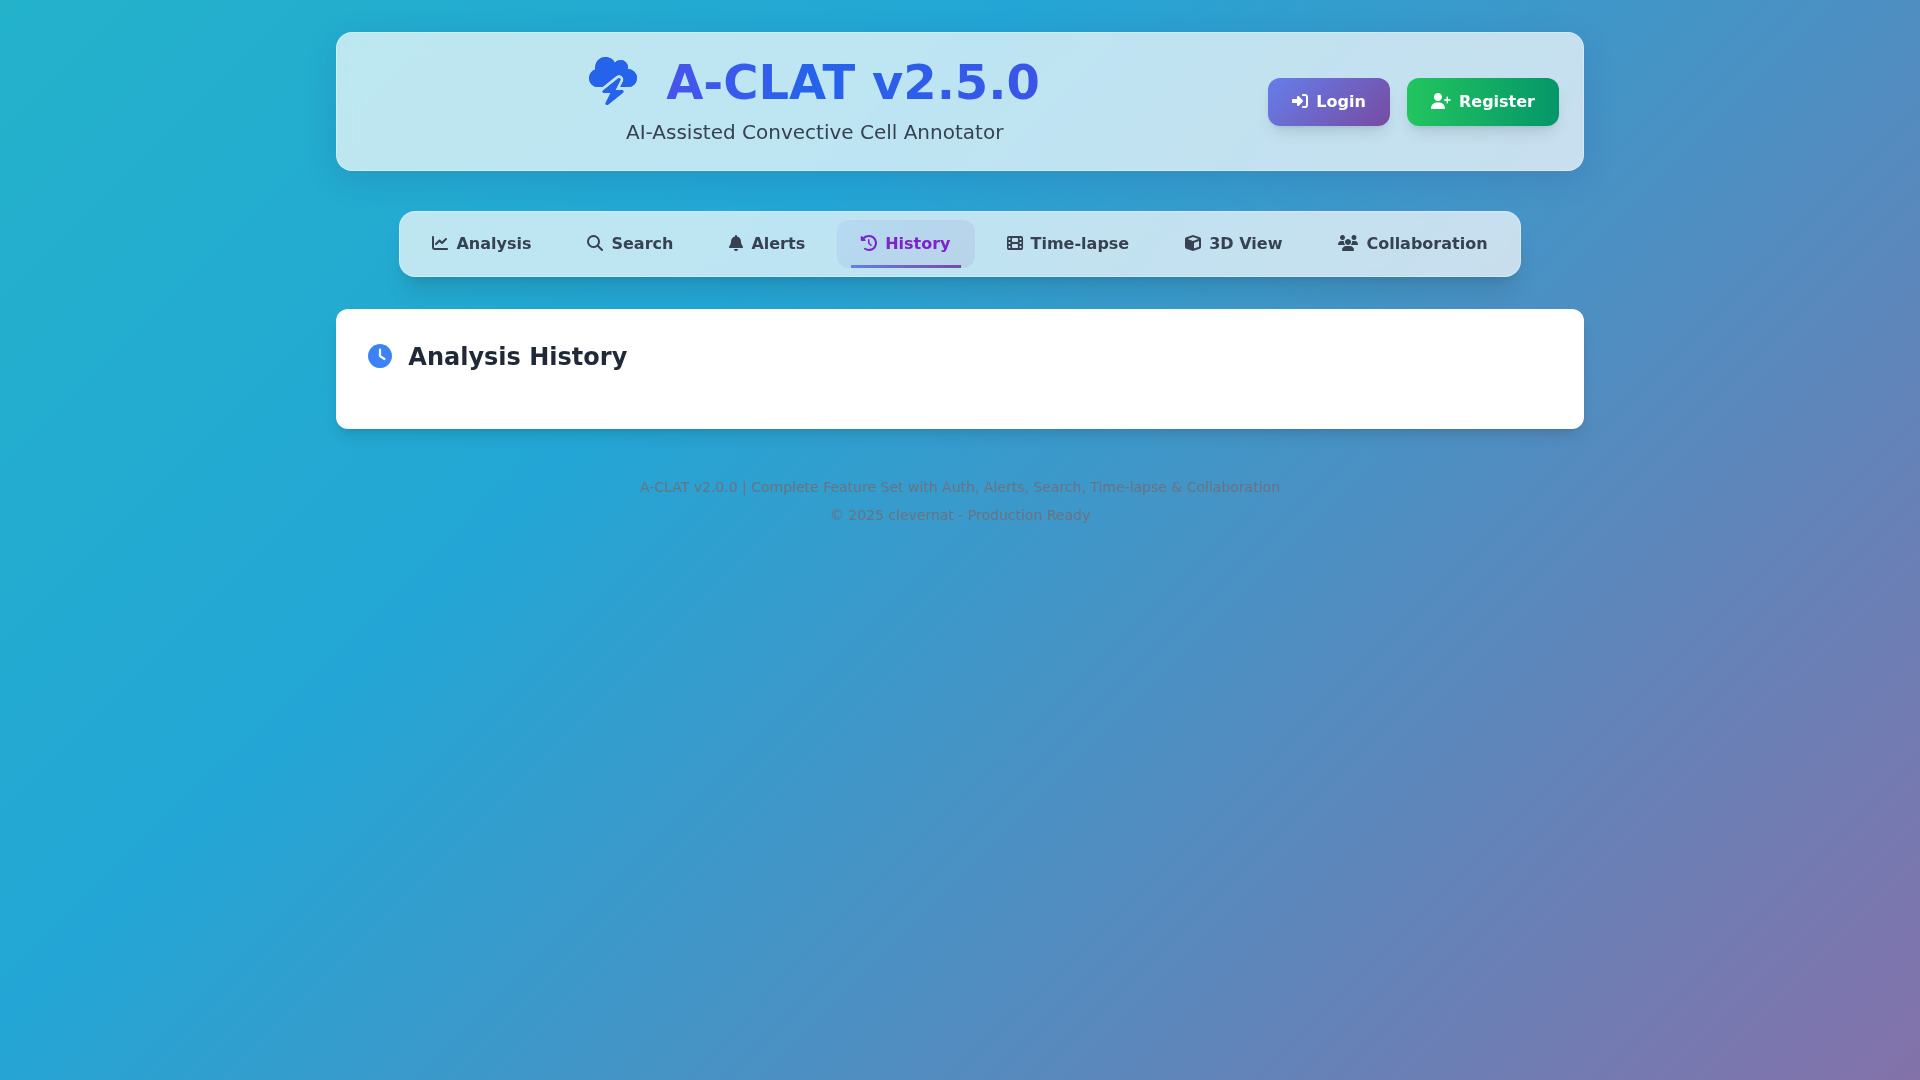 A-CLAT v2.5.0
AI-Assisted Convective Cell Annotator
Login
Register
Analysis
Search
Alerts
History
Time-lapse
3D View
Collaboration
Analysis History
A-CLAT v2.0.0 | Complete Feature Set with Auth, Alerts, Search, Time-lapse & Collaboration
© 2025 clevernat - Production Ready